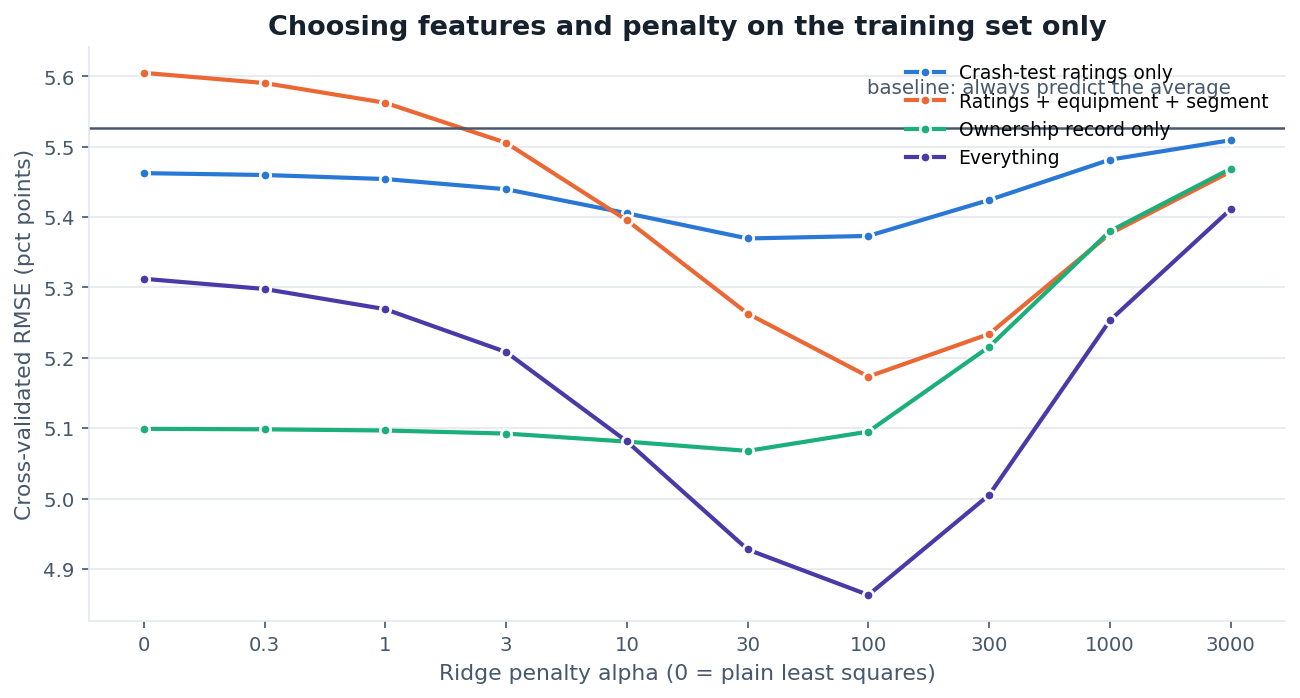 Choosing features and penalty on the training set only
Crash-test ratings only
baseline: always predict the average
Ratings + equipment + segment
Ownership record only
Everything
Cross-validated RMSE (pct points)
5.6
5.5
5.4
5.3
5.2
5.1
5.0
4.9
0 0.3 1 3 10 30 100 300 1000 3000
Ridge penalty alpha (0 = plain least squares)